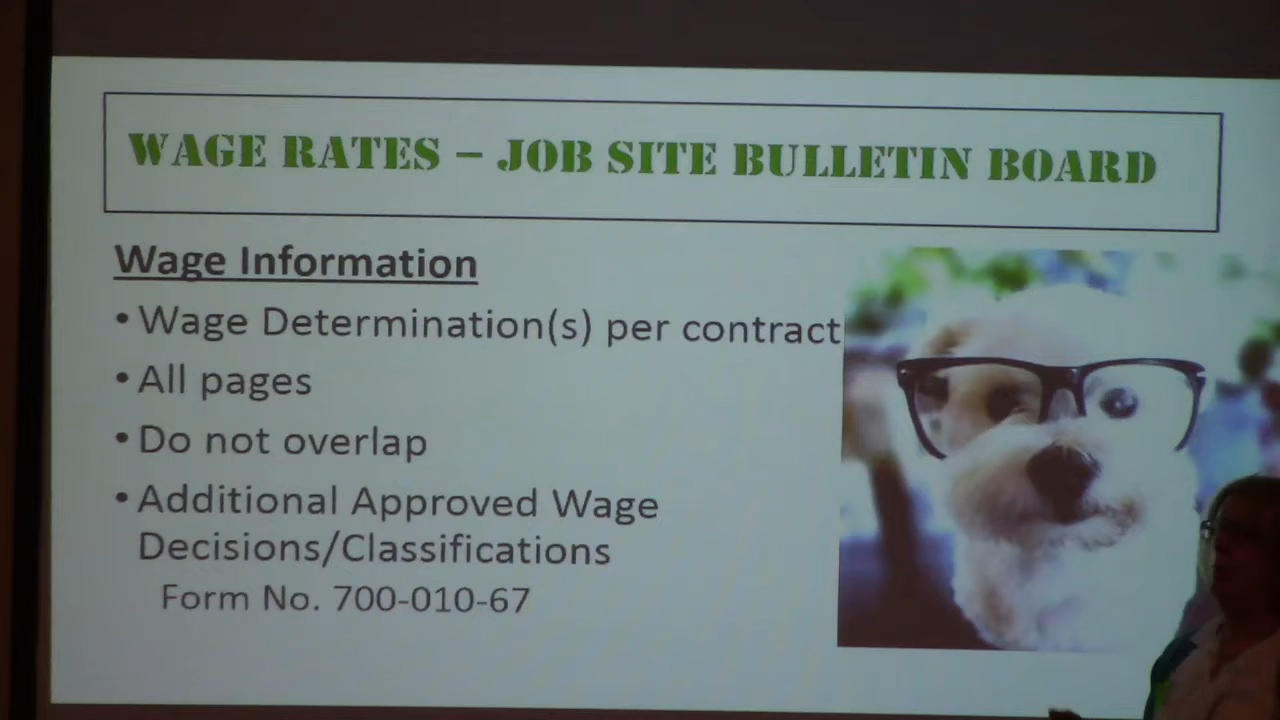 WAGE RATES – JOB SITE BULLETIN BOARD
Wage Information
• Wage Determination(s) per contract
• All pages
• Do not overlap
• Additional Approved Wage
Decisions/Classifications
Form No. 700-010-67